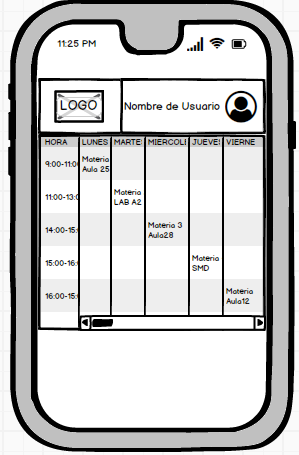 11:25 PM
LOGO
Nombre de Usuario
HORA LUNES MARTE MIERCOLI JUEVE VIERNE
9:00-11:00 Materia
Aula 25
11:00-13:0 Materia
LAB A2
14:00-15: Materia 3
Aula28
15:00-16: Materia
SMD
16:00-15: Materia
Aula12